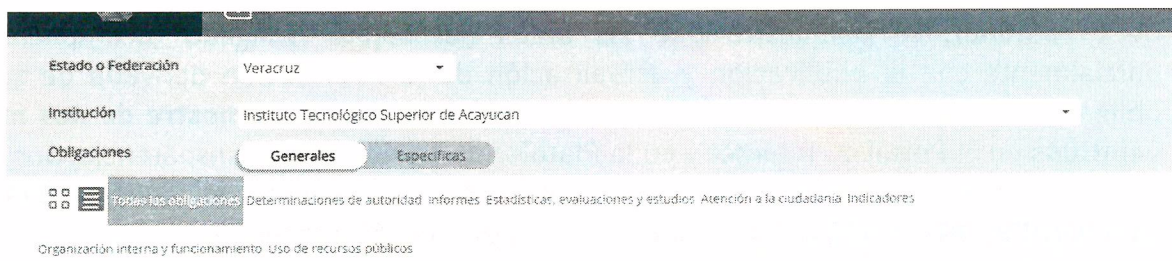 Estado o Federación Veracruz
Institución Instituto Tecnológico Superior de Acayucan
Obligaciones Generales Específicas
Todas las obligaciones Determinaciones de autoridad Informes Estadísticas, evaluaciones y estudios Atención a la ciudadanía Indicadores
Organización interna y funcionamiento Uso de recursos públicos